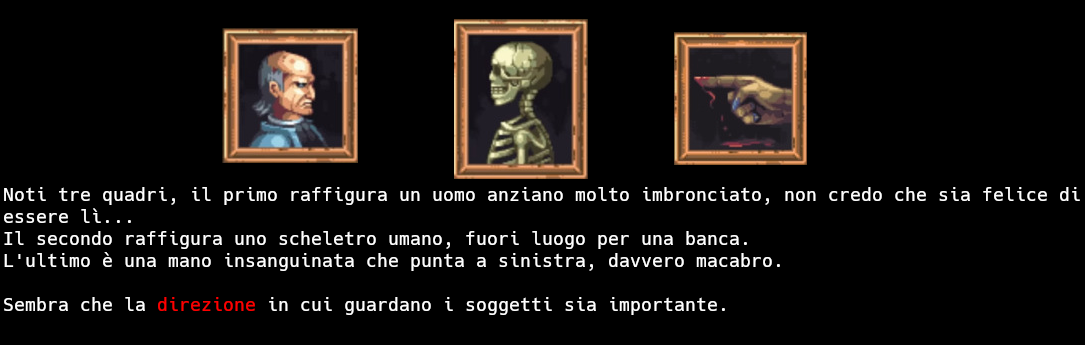 Noti tre quadri, il primo raffigura un uomo anziano molto imbronciato, non credo che sia felice di
essere lì...
Il secondo raffigura uno scheletro umano, fuori luogo per una banca.
L'ultimo è una mano insanguinata che punta a sinistra, davvero macabro.
Sembra che la direzione in cui guardano i soggetti sia importante.